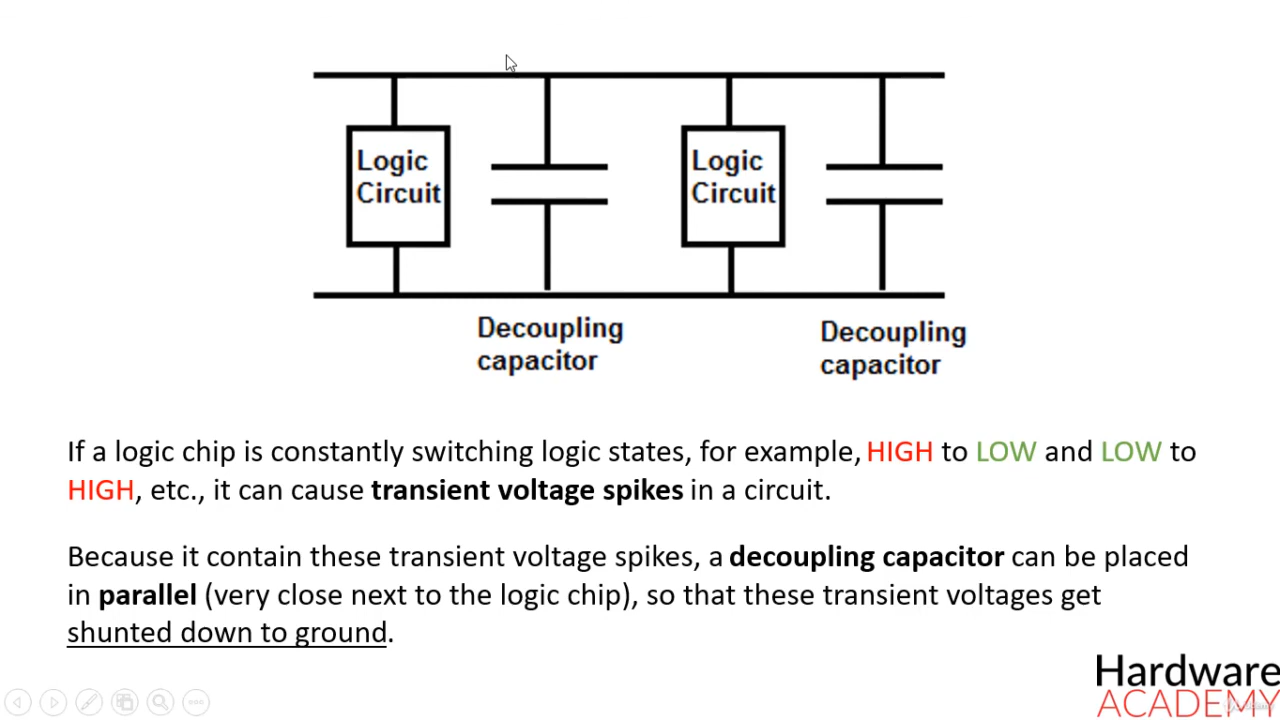 Logic
Circuit
Logic
Circuit
Decoupling
capacitor
Decoupling
capacitor
If a logic chip is constantly switching logic states, for example, HIGH to LOW and LOW to
HIGH, etc., it can cause transient voltage spikes in a circuit.
Because it contain these transient voltage spikes, a decoupling capacitor can be placed
in parallel (very close next to the logic chip), so that these transient voltages get
shunted down to ground.
Hardware
ACADEMY